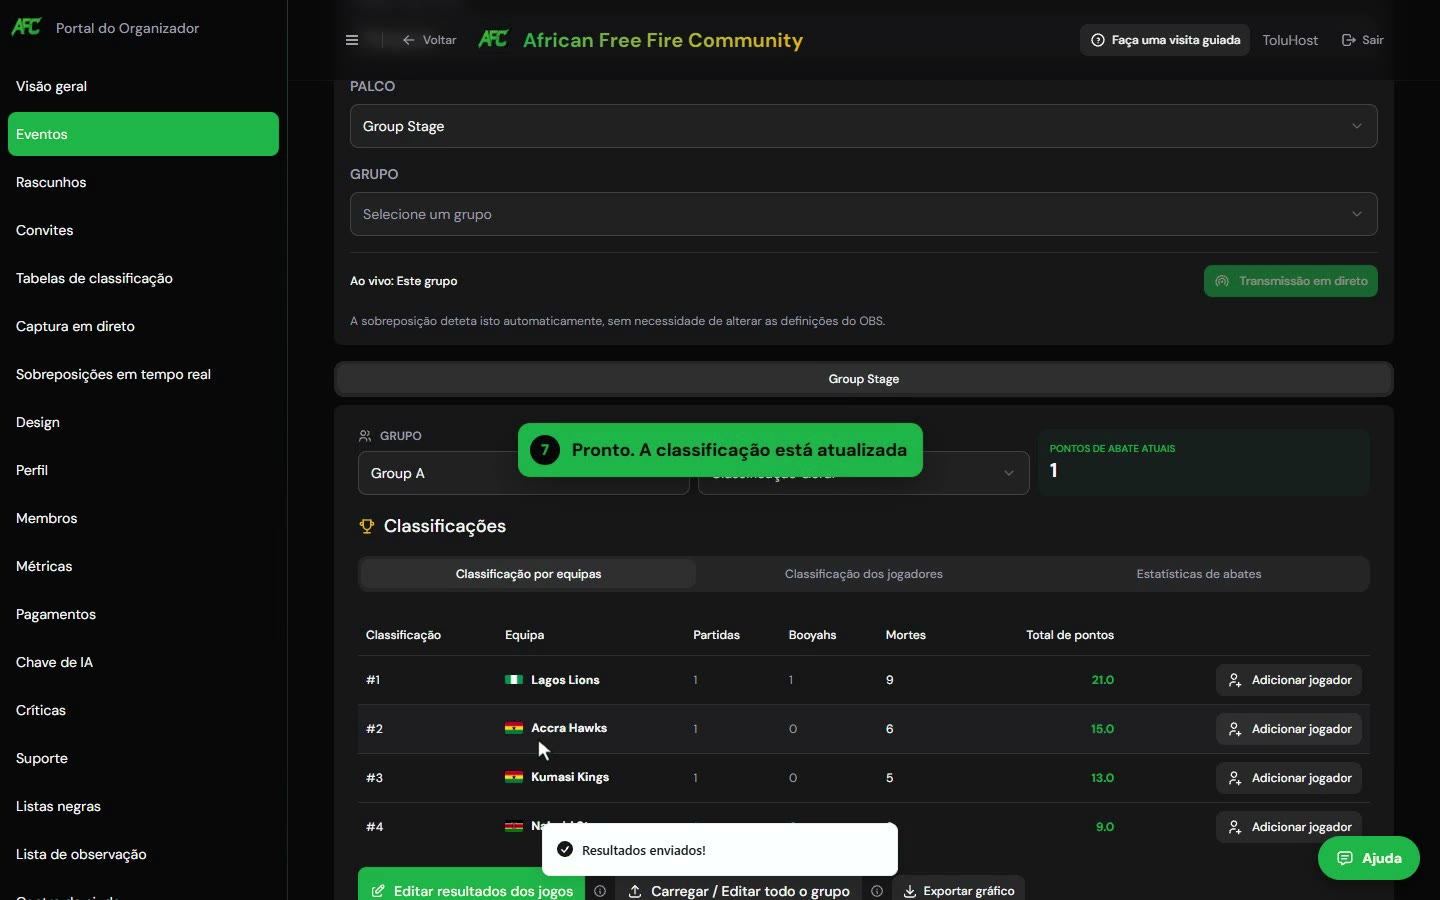 AFC Portal do Organizador
Visão geral
Eventos
Rascunhos
Convites
Tabelas de classificação
Captura em direto
Sobreposições em tempo real
Design
Perfil
Membros
Métricas
Pagamentos
Chave de IA
Críticas
Suporte
Listas negras
Lista de observação
Voltar
AFC African Free Fire Community
Faça uma visita guiada
ToluHost
Sair
PALCO
Group Stage
GRUPO
Selecione um grupo
Ao vivo: Este grupo
Transmissão em direto
A sobreposição deteta isto automaticamente, sem necessidade de alterar as definições do OBS.
Group Stage
GRUPO
Group A
7 Pronto. A classificação está atualizada
PONTOS DE ABATE ATUAIS
1
Classificações
Classificação por equipas Classificação dos jogadores Estatísticas de abates
Classificação Equipa Partidas Booyahs Mortes Total de pontos
#1 Lagos Lions 1 1 9 21.0 Adicionar jogador
#2 Accra Hawks 1 0 6 15.0 Adicionar jogador
#3 Kumasi Kings 1 0 5 13.0 Adicionar jogador
#4 9.0 Adicionar jogador
Resultados enviados!
Ajuda
Editar resultados dos jogos
Carregar / Editar todo o grupo
Exportar gráfico